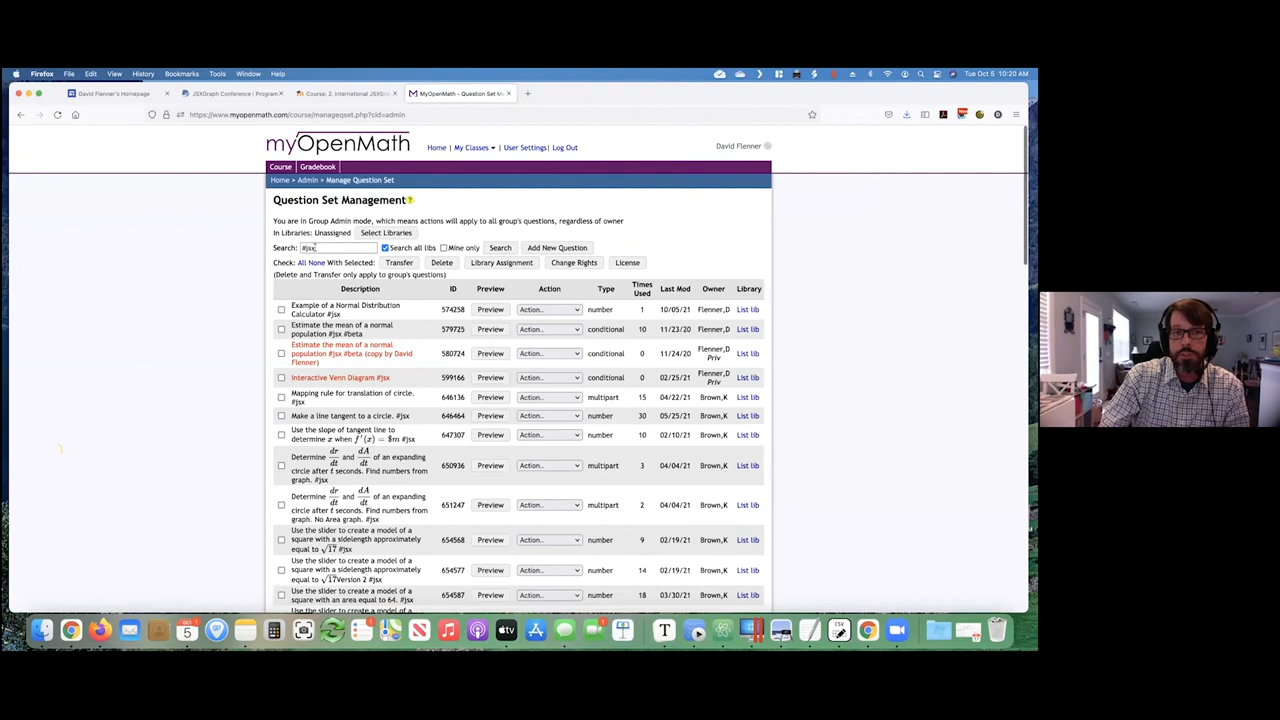 Firefox File Edit View History Bookmarks Tools Window Help Tue Oct 5 10:20 AM
David Flenner's Homepage JSXGraph Conference | Program Course: 2. International JSXGra MyOpenMath - Question Set M
https://www.myopenmath.com/course/manageqset.php?cid=admin
myOpenMath
Home | My Classes | User Settings | Log Out David Flenner
Course Gradebook
Home > Admin > Manage Question Set
Question Set Management ?
You are in Group Admin mode, which means actions will apply to all group's questions, regardless of owner
In Libraries: Unassigned Select Libraries
Search: #jsx Search all libs Mine only Search Add New Question
Check: All None With Selected: Transfer Delete Library Assignment Change Rights License
(Delete and Transfer only apply to group's questions)
Description ID Preview Action Type Times Used Last Mod Owner Library
Example of a Normal Distribution
Calculator #jsx 574258 Preview Action... number 1 10/05/21 Flenner,D List lib
Estimate the mean of a normal
population #jsx #beta 579725 Preview Action... conditional 10 11/23/20 Flenner,D List lib
Estimate the mean of a normal
population #jsx #beta (copy by David
Flenner) 580724 Preview Action... conditional 0 11/24/20 Flenner,D Priv List lib
Interactive Venn Diagram #jsx 599166 Preview Action... conditional 0 02/25/21 Flenner,D Priv List lib
Mapping rule for translation of circle.
#jsx 646136 Preview Action... multipart 15 04/22/21 Brown,K List lib
Make a line tangent to a circle. #jsx 646464 Preview Action... number 30 05/25/21 Brown,K List lib
Use the slope of tangent line to
determine x when f'(x) = $m #jsx 647307 Preview Action... number 10 02/10/21 Brown,K List lib
Determine dr/dt and dA/dt of an expanding
circle after t seconds. Find numbers from
graph. #jsx 650936 Preview Action... multipart 3 04/04/21 Brown,K List lib
Determine dr/dt and dA/dt of an expanding
circle after t seconds. Find numbers from
graph. No Area graph. #jsx 651247 Preview Action... multipart 2 04/04/21 Brown,K List lib
Use the slider to create a model of a
square with a sidelength approximately
equal to √17 #jsx 654568 Preview Action... number 9 02/19/21 Brown,K List lib
Use the slider to create a model of a
square with a sidelength approximately
equal to √17Version 2 #jsx 654577 Preview Action... number 14 02/19/21 Brown,K List lib
Use the slider to create a model of a
square with an area equal to 64. #jsx 654587 Preview Action... number 18 03/30/21 Brown,K List lib
Use the slider to create a model of a